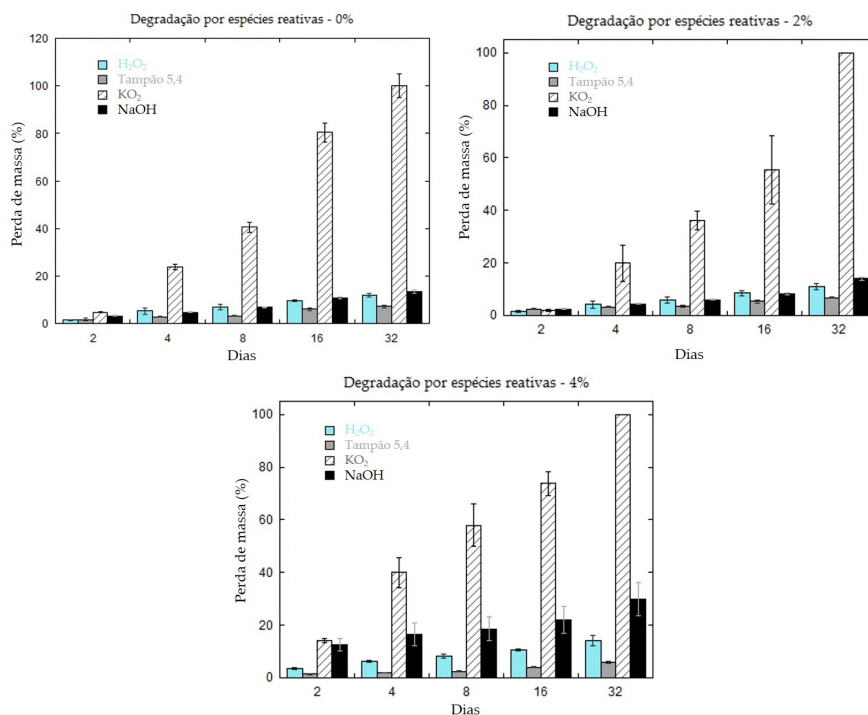 Degradação por espécies reativas - 0%
120
100
80
60
40
20
0
Perda de massa (%)
H₂O₂
Tampão 5,4
KO₂
NaOH
2 4 8 16 32
Dias
Degradação por espécies reativas - 2%
100
80
60
40
20
0
Perda de massa (%)
H₂O₂
Tampão 5,4
KO₂
NaOH
2 4 8 16 32
Dias
Degradação por espécies reativas - 4%
100
80
60
40
20
0
Perda de massa (%)
H₂O₂
Tampão 5,4
KO₂
NaOH
2 4 8 16 32
Dias